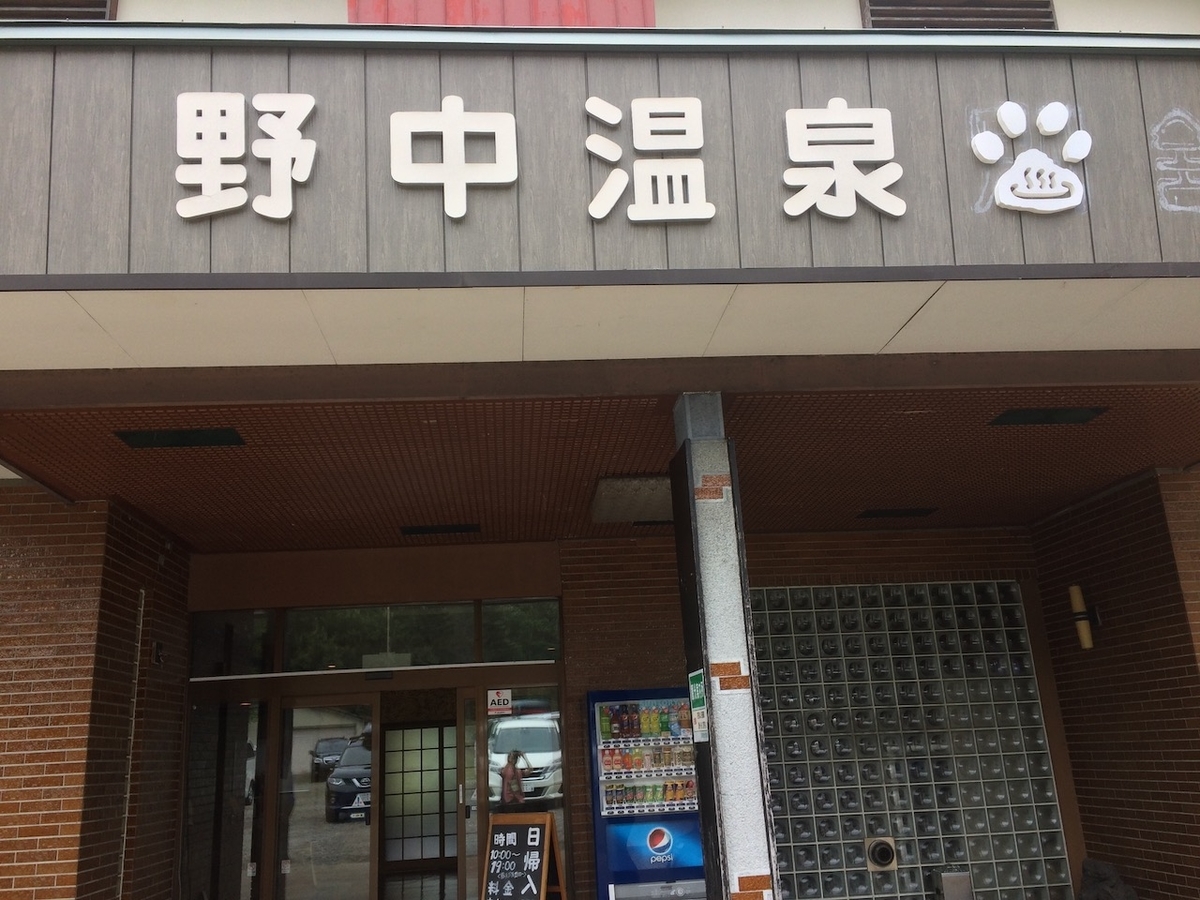 野中温泉
AED
日帰入
時間
10:00～
19:00
料金
pepsi